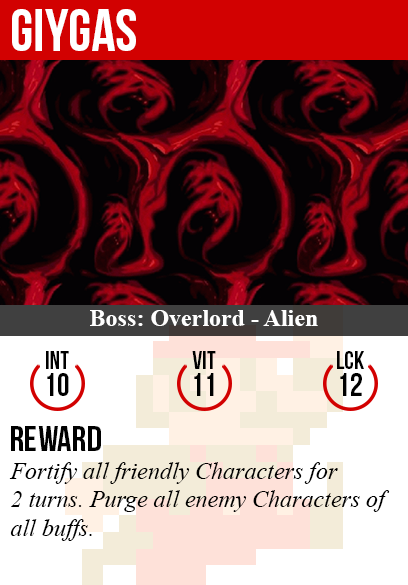 GIYGAS
Boss: Overlord - Alien
INT VIT LCK
10 11 12
REWARD
Fortify all friendly Characters for
2 turns. Purge all enemy Characters of
all buffs.